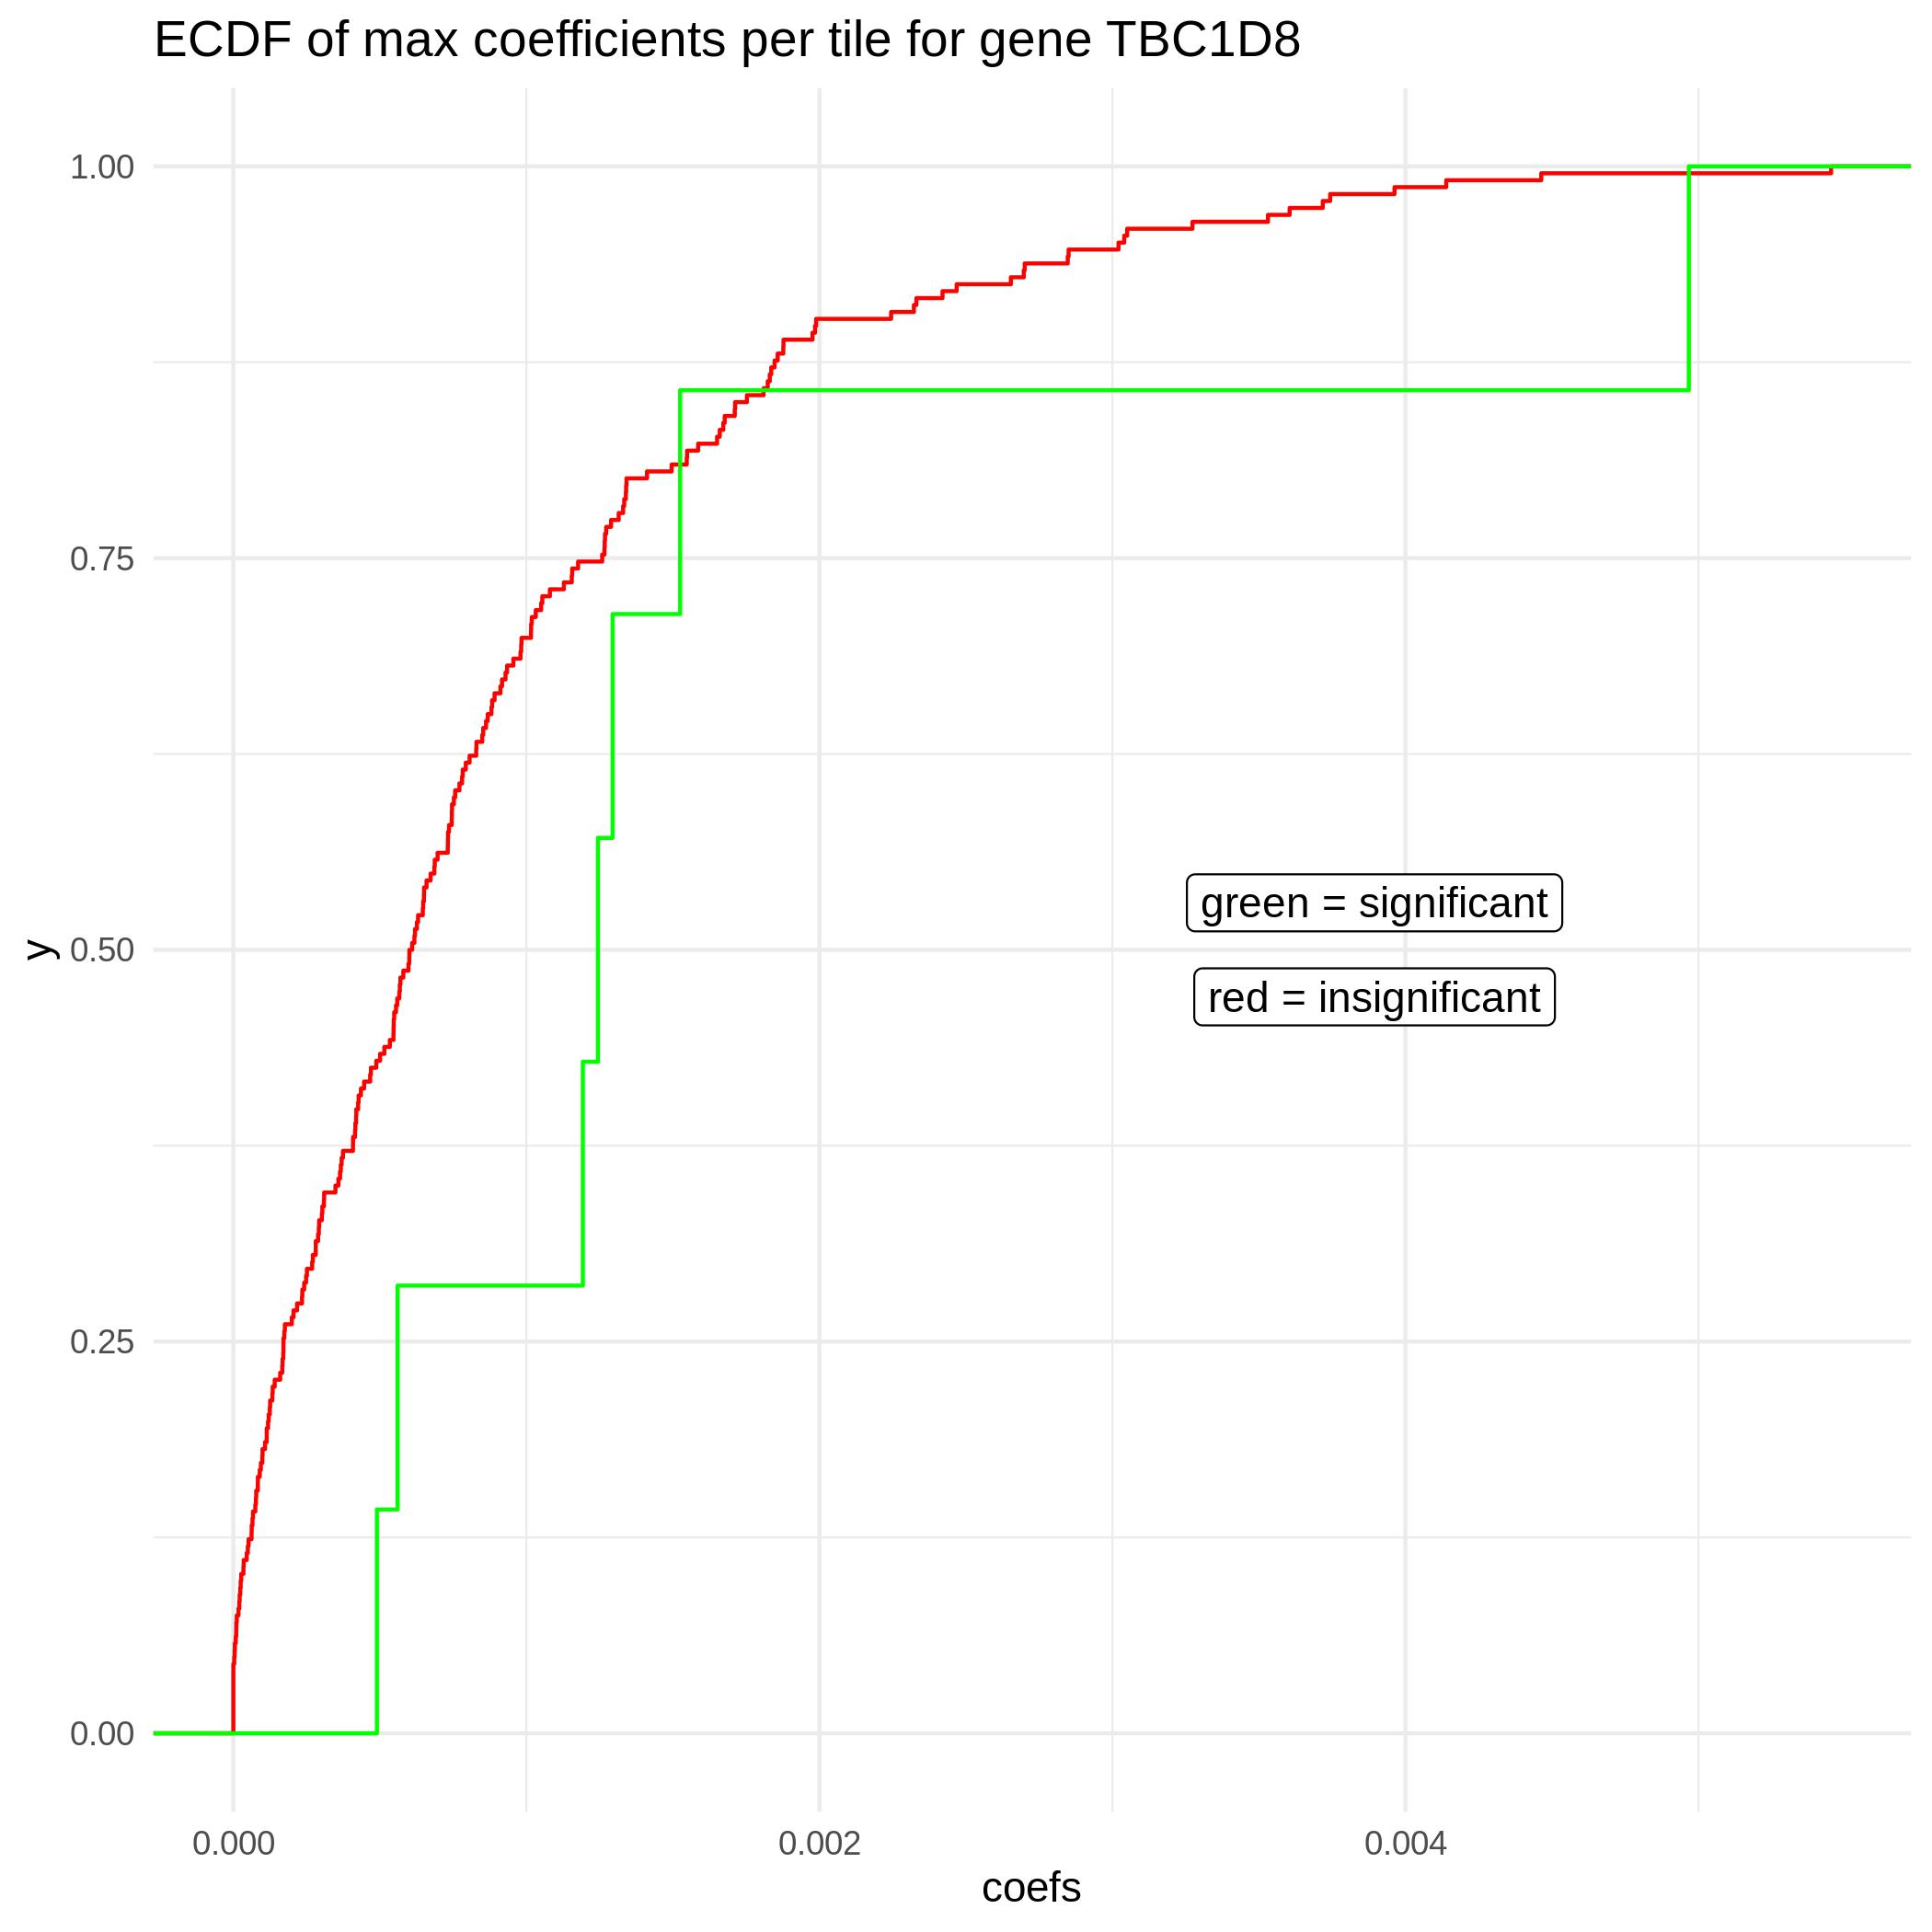 ECDF of max coefficients per tile for gene TBC1D8
1.00
0.75
0.50
0.25
0.00
y
green = significant
red = insignificant
0.000
0.002
0.004
coefs